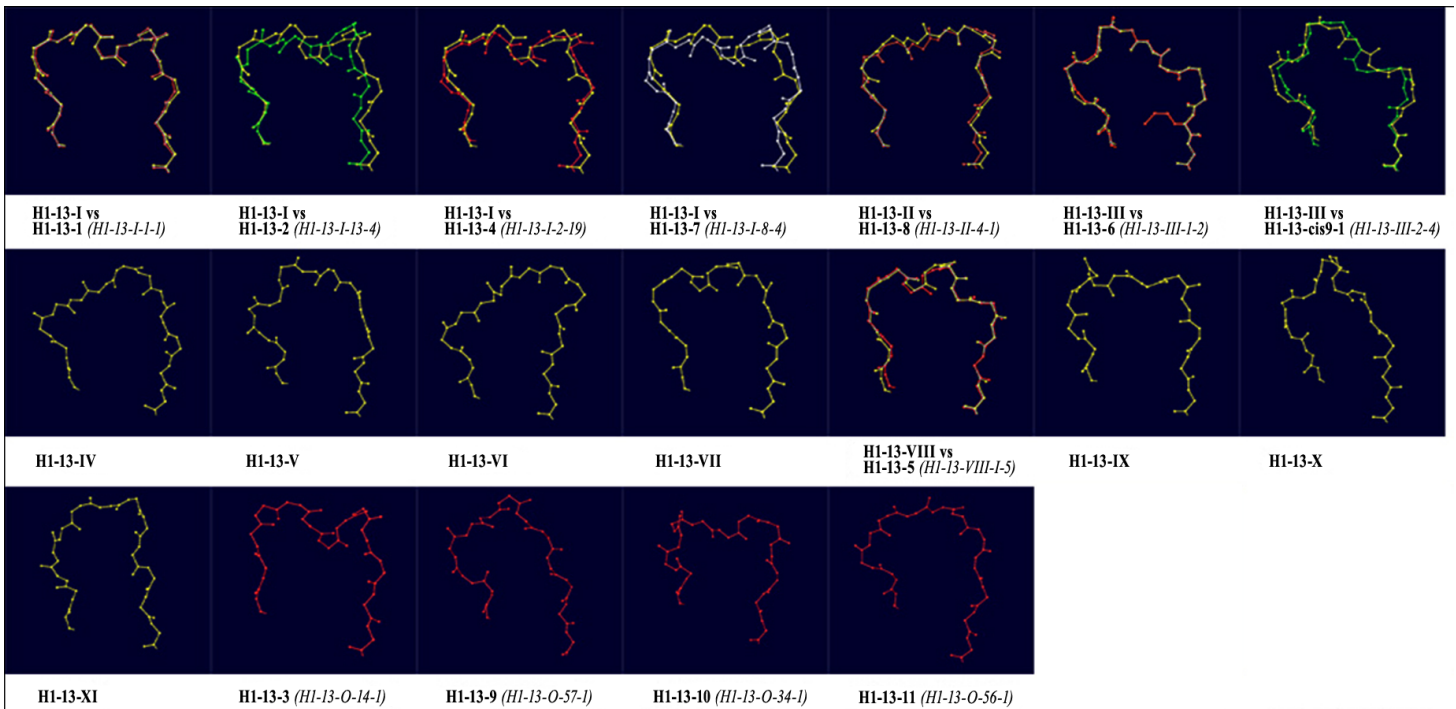 H1-13-I vs
H1-13-1 (H1-13-I-1-1)
H1-13-I vs
H1-13-2 (H1-13-I-13-4)
H1-13-I vs
H1-13-4 (H1-13-I-2-19)
H1-13-I vs
H1-13-7 (H1-13-I-8-4)
H1-13-II vs
H1-13-8 (H1-13-II-4-1)
H1-13-III vs
H1-13-6 (H1-13-III-1-2)
H1-13-III vs
H1-13-cis9-1 (H1-13-III-2-4)
H1-13-IV
H1-13-V
H1-13-VI
H1-13-VII
H1-13-VIII vs
H1-13-5 (H1-13-VIII-I-5)
H1-13-IX
H1-13-X
H1-13-XI
H1-13-3 (H1-13-O-14-1)
H1-13-9 (H1-13-O-57-1)
H1-13-10 (H1-13-O-34-1)
H1-13-11 (H1-13-O-56-1)